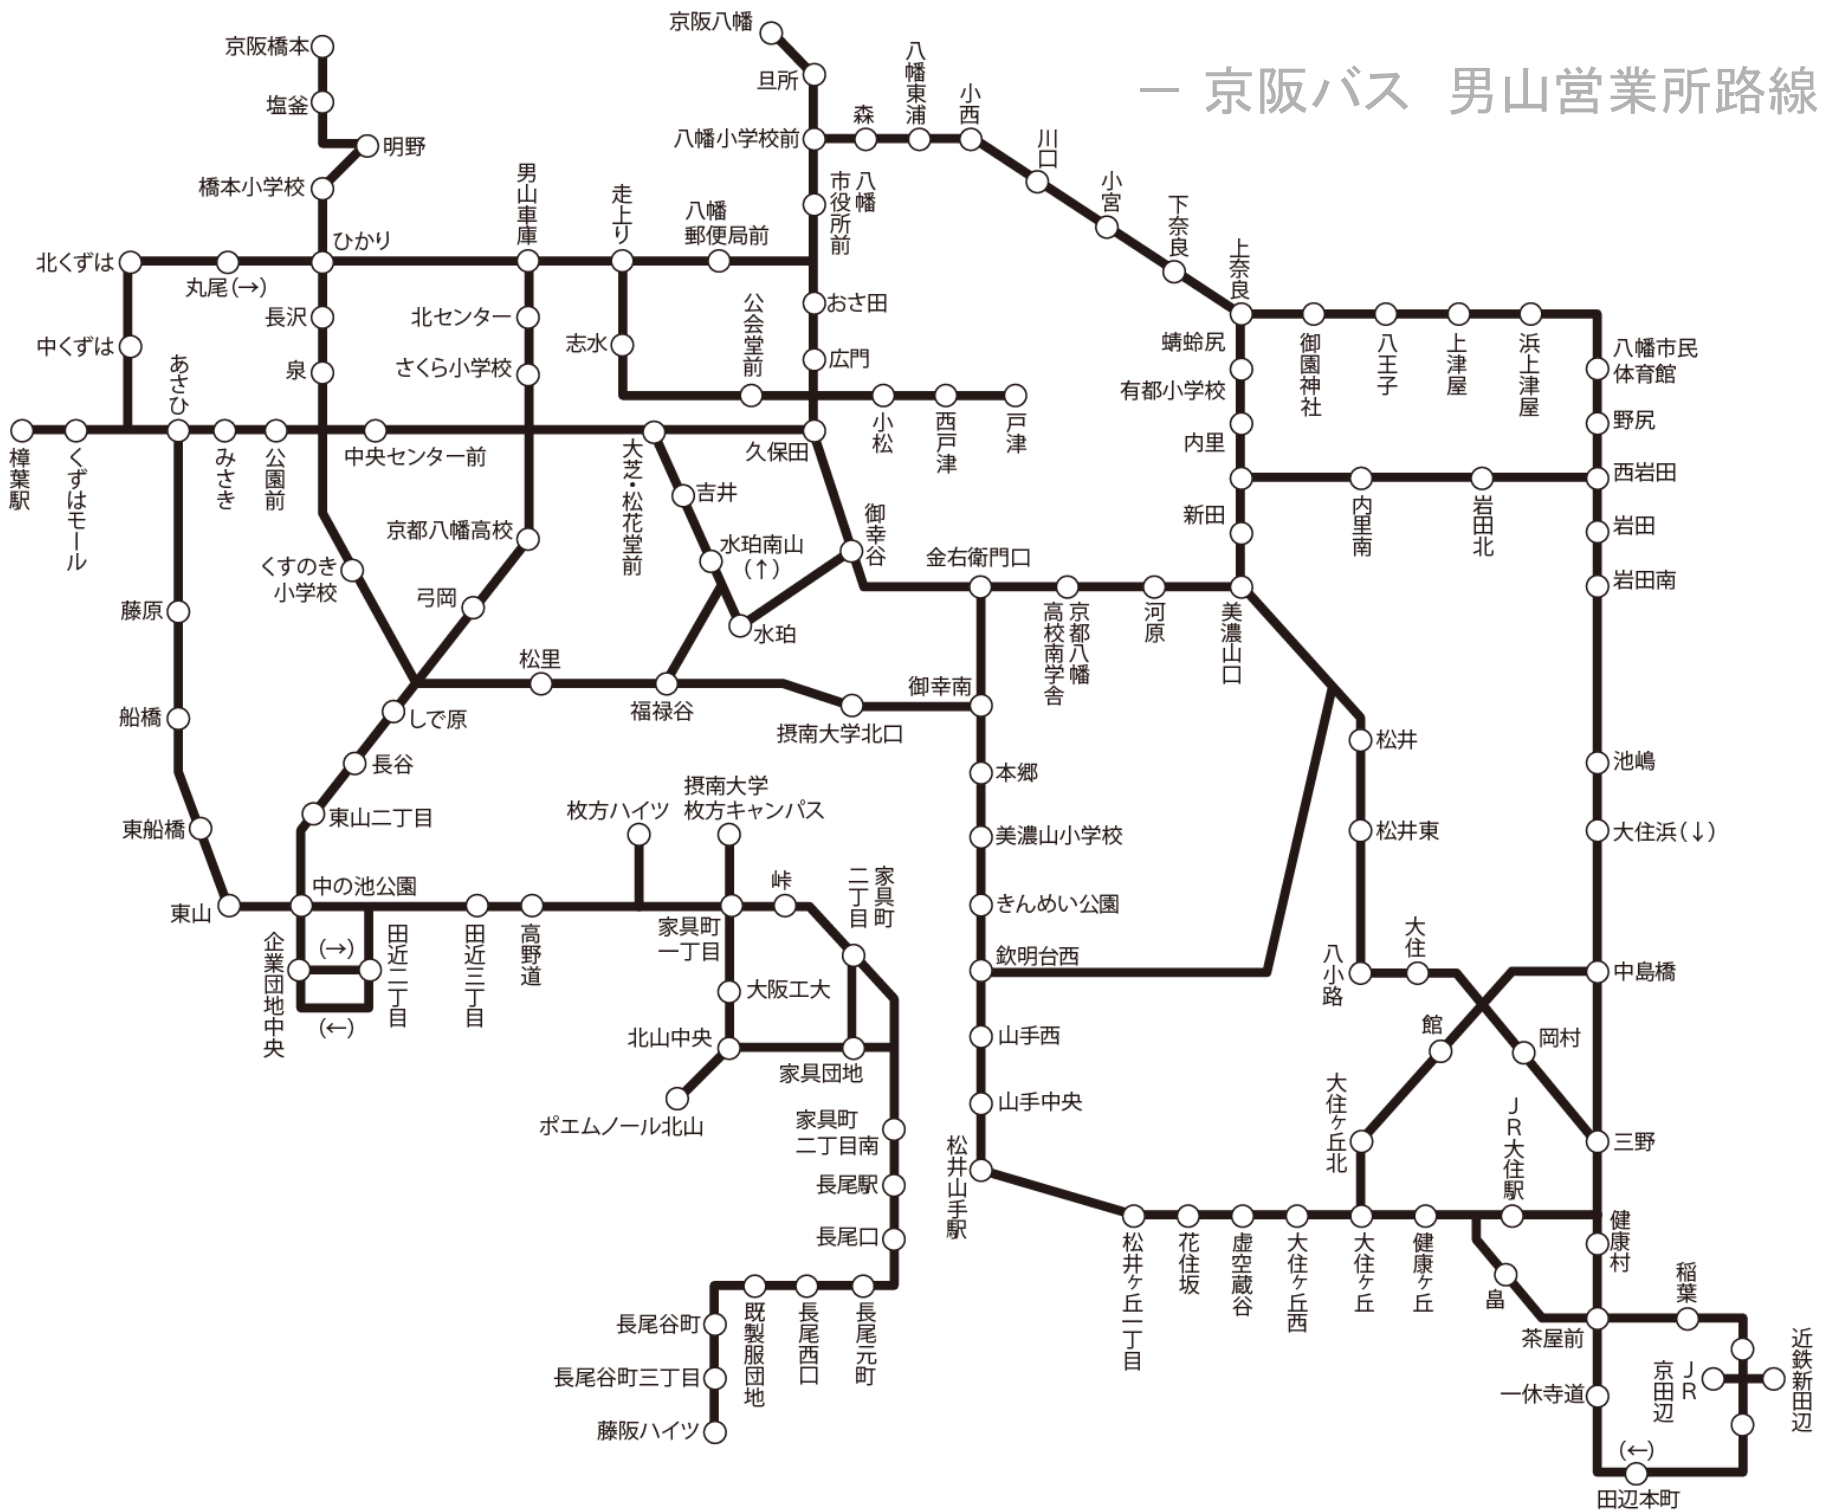 京阪バス 男山営業所路線
京阪八幡
京阪橋本
旦所
塩釜
八幡東浦
小西
森
八幡小学校前
明野
川口
橋本小学校
男山車庫
走上り
八幡
市役所前
小宮
下奈良
八幡
郵便局前
ひかり
北くずは
丸尾(→)
上奈良
長沢
北センター
公会堂前
おさ田
中くずは
志水
広門
蜻蛉尻
御園神社
八王子
上津屋
浜上津屋
八幡市民
体育館
あさひ
泉
さくら小学校
有都小学校
野尻
樟葉駅
くずはモール
みさき
公園前
中央センター前
大芝・松花堂前
久保田
小松
西戸津
戸津
内里
西岩田
吉井
御幸谷
新田
内里南
岩田北
岩田
京都八幡高校
水珀南山
(↑)
金右衛門口
くすのき
小学校
弓岡
岩田南
藤原
水珀
京都八幡
高校南学舎
河原
美濃山口
松里
御幸南
福禄谷
船橋
しで原
摂南大学北口
松井
長谷
本郷
池嶋
摂南大学
枚方キャンパス
枚方ハイツ
東船橋
東山二丁目
美濃山小学校
松井東
大住浜(↓)
中の池公園
峠
家具町
二丁目
東山
きんめい公園
企業団地中央
(→)
田近二丁目
田近三丁目
高野道
家具町
一丁目
欽明台西
八小路
大住
中島橋
大阪工大
(←)
北山中央
山手西
館
岡村
家具団地
大住ヶ丘北
ポエムノール北山
家具町
二丁目南
山手中央
JR大住駅
三野
松井山手駅
長尾駅
長尾口
松井ヶ丘一丁目
花住坂
虚空蔵谷
大住ヶ丘西
大住ヶ丘
健康ヶ丘
健康村
畠
稲葉
長尾谷町
既製服団地
長尾西口
長尾元町
茶屋前
長尾谷町三丁目
一休寺道
JR
京田辺
近鉄新田辺
藤阪ハイツ
(←)
田辺本町